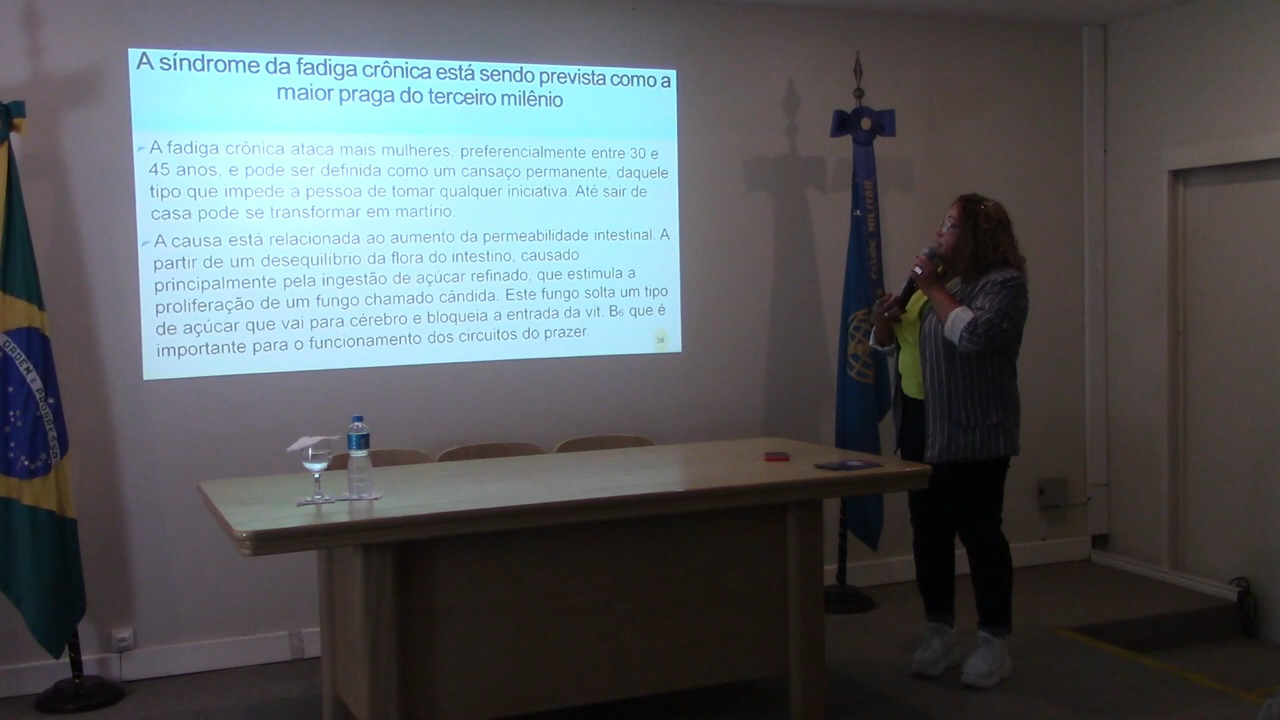 A síndrome da fadiga crônica está sendo prevista como a
maior praga do terceiro milênio
A fadiga crônica ataca mais mulheres, preferencialmente entre 30 e
45 anos, e pode ser definida como um cansaço permanente, daquele
tipo que impede a pessoa de tomar qualquer iniciativa. Até sair de
casa pode se transformar em martírio.
A causa está relacionada ao aumento da permeabilidade intestinal. A
partir de um desequilíbrio da flora do intestino, causado
principalmente pela ingestão de açúcar refinado, que estimula a
proliferação de um fungo chamado cândida. Este fungo solta um tipo
de açúcar que vai para cérebro e bloqueia a entrada da vit. B₆ que é
importante para o funcionamento dos circuitos do prazer.
38
ORDEM E PROGRESSO
CLUBE MILITAR